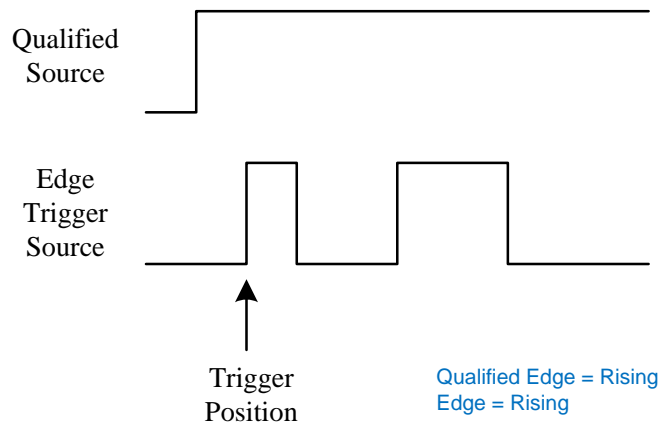 Qualified
Source
Edge
Trigger
Source
Trigger
Position
Qualified Edge = Rising
Edge = Rising